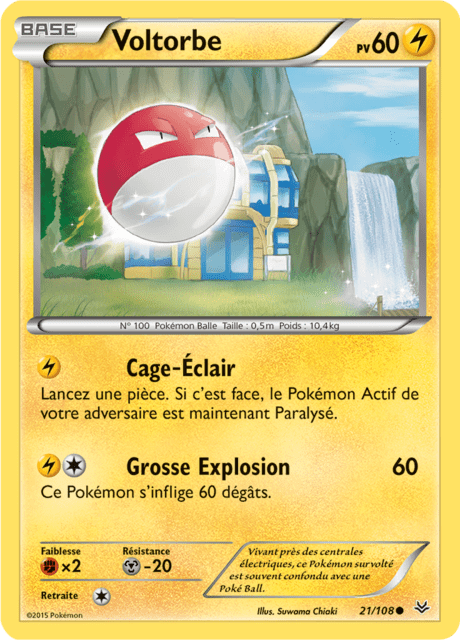 BASE
Voltorbe
PV60
Nº 100 Pokémon Balle Taille : 0,5m Poids : 10,4kg
Cage-Éclair
Lancez une pièce. Si c'est face, le Pokémon Actif de
votre adversaire est maintenant Paralysé.
Grosse Explosion 60
Ce Pokémon s'inflige 60 dégâts.
Faiblesse Résistance
×2 -20
Retraite
Vivant près des centrales
électriques, ce Pokémon survolté
est souvent confondu avec une
Poké Ball.
©2015 Pokémon
Illus. Suwama Chiaki 21/108